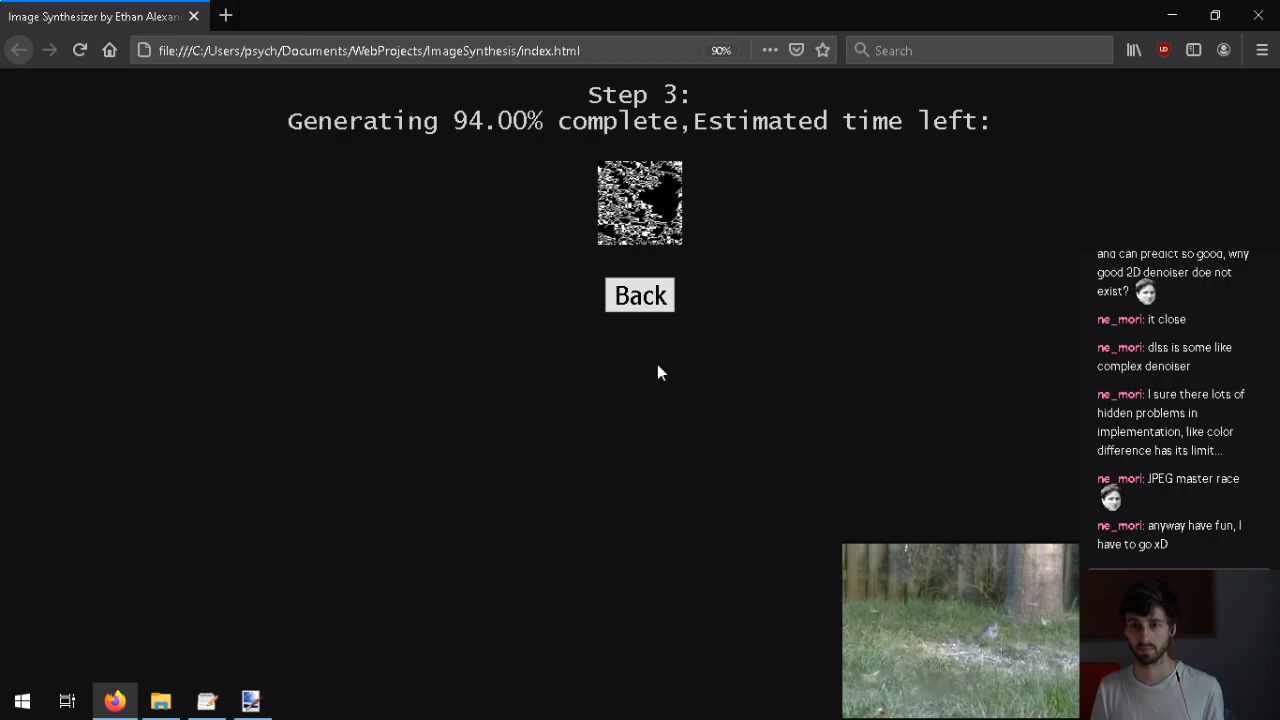 Image Synthesizer by Ethan Alexan
file:///C:/Users/psych/Documents/WebProjects/ImageSynthesis/index.html
90%
Search
Step 3:
Generating 94.00% complete,Estimated time left:
Back
and can predict so good, why
good 2D denoiser doe not
exist?
ne_mori: it close
ne_mori: dlss is some like
complex denoiser
ne_mori: I sure there lots of
hidden problems in
implementation, like color
difference has its limit...
ne_mori: JPEG master race
ne_mori: anyway have fun, I
have to go xD